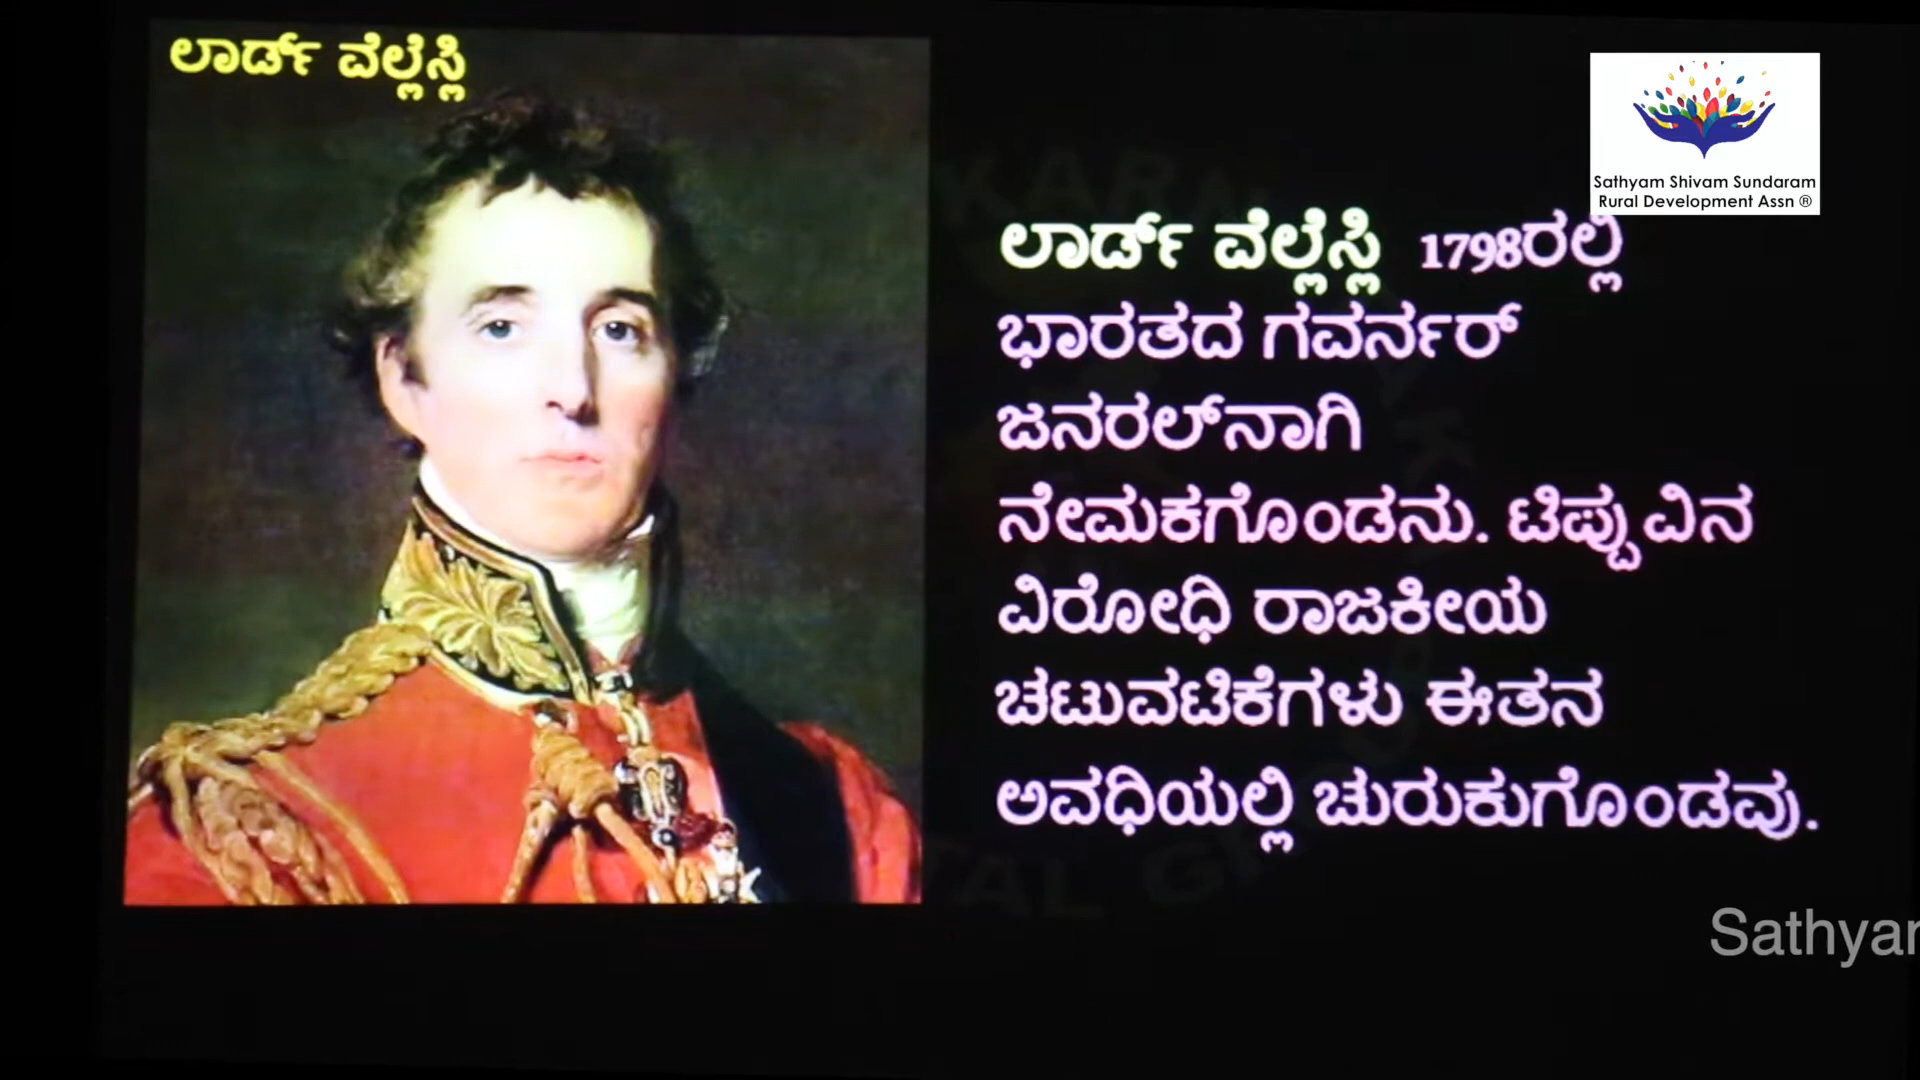 ಲಾರ್ಡ್ ವೆಲ್ಲೆಸ್ಲಿ
Sathyam Shivam Sundaram
Rural Development Assn ®
ಲಾರ್ಡ್ ವೆಲ್ಲೆಸ್ಲಿ 1798ರಲ್ಲಿ
ಭಾರತದ ಗವರ್ನರ್
ಜನರಲ್‌ನಾಗಿ
ನೇಮಕಗೊಂಡನು. ಟಿಪ್ಪುವಿನ
ವಿರೋಧಿ ರಾಜಕೀಯ
ಚಟುವಟಿಕೆಗಳು ಈತನ
ಅವಧಿಯಲ್ಲಿ ಚುರುಕುಗೊಂಡವು.